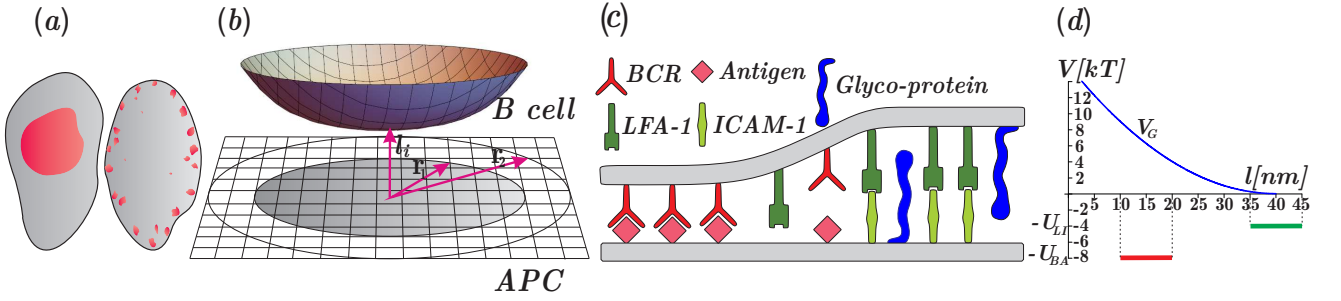 (a)
(b)
B cell
l_i
r_1
r_2
APC
(c)
BCR
Antigen
Glyco-protein
LFA-1
ICAM-1
(d)
V[kT]
12
10
8
6
4
2
V_G
l[nm]
5
10
15
20
25
30
35
40
45
-2
-U_LI -4
-6
-U_BA -8